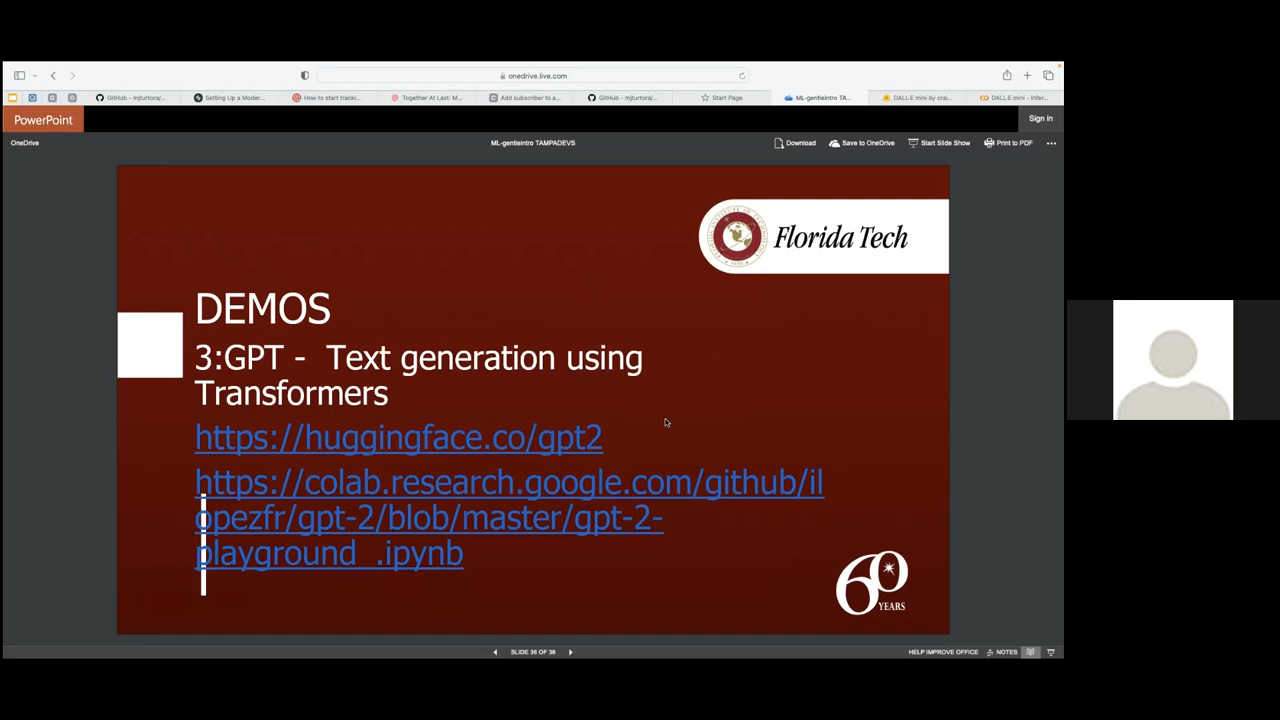 onedrive.live.com
GitHub - mjturtora/...
Setting Up a Moder...
How to start tracki...
Together At Last: M...
Add subscriber to a...
GitHub - mjturtora/...
Start Page
ML-gentleintro TA...
DALL·E mini by crai...
DALL·E mini - Infer...
PowerPoint
Sign in
OneDrive
ML-gentleintro TAMPADEVS
Download
Save to OneDrive
Start Slide Show
Print to PDF
Florida Tech
DEMOS
3:GPT - Text generation using
Transformers
https://huggingface.co/gpt2
https://colab.research.google.com/github/il
opezfr/gpt-2/blob/master/gpt-2-
playground_.ipynb
60
YEARS
SLIDE 36 OF 38
HELP IMPROVE OFFICE
NOTES